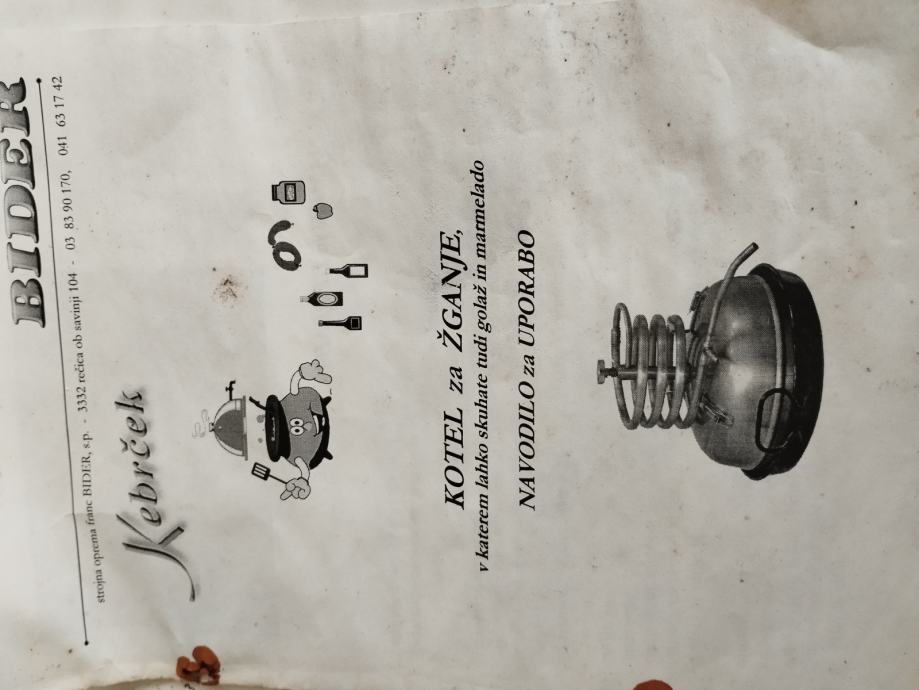 BIDER
strojna oprema franc BIDER, s.p. - 3332 rečica ob savinji 104 - 03 83 90 170, 041 63 17 42
Kebrček
KOTEL za ŽGANJE,
v katerem lahko skuhate tudi golaž in marmelado
NAVODILO za UPORABO